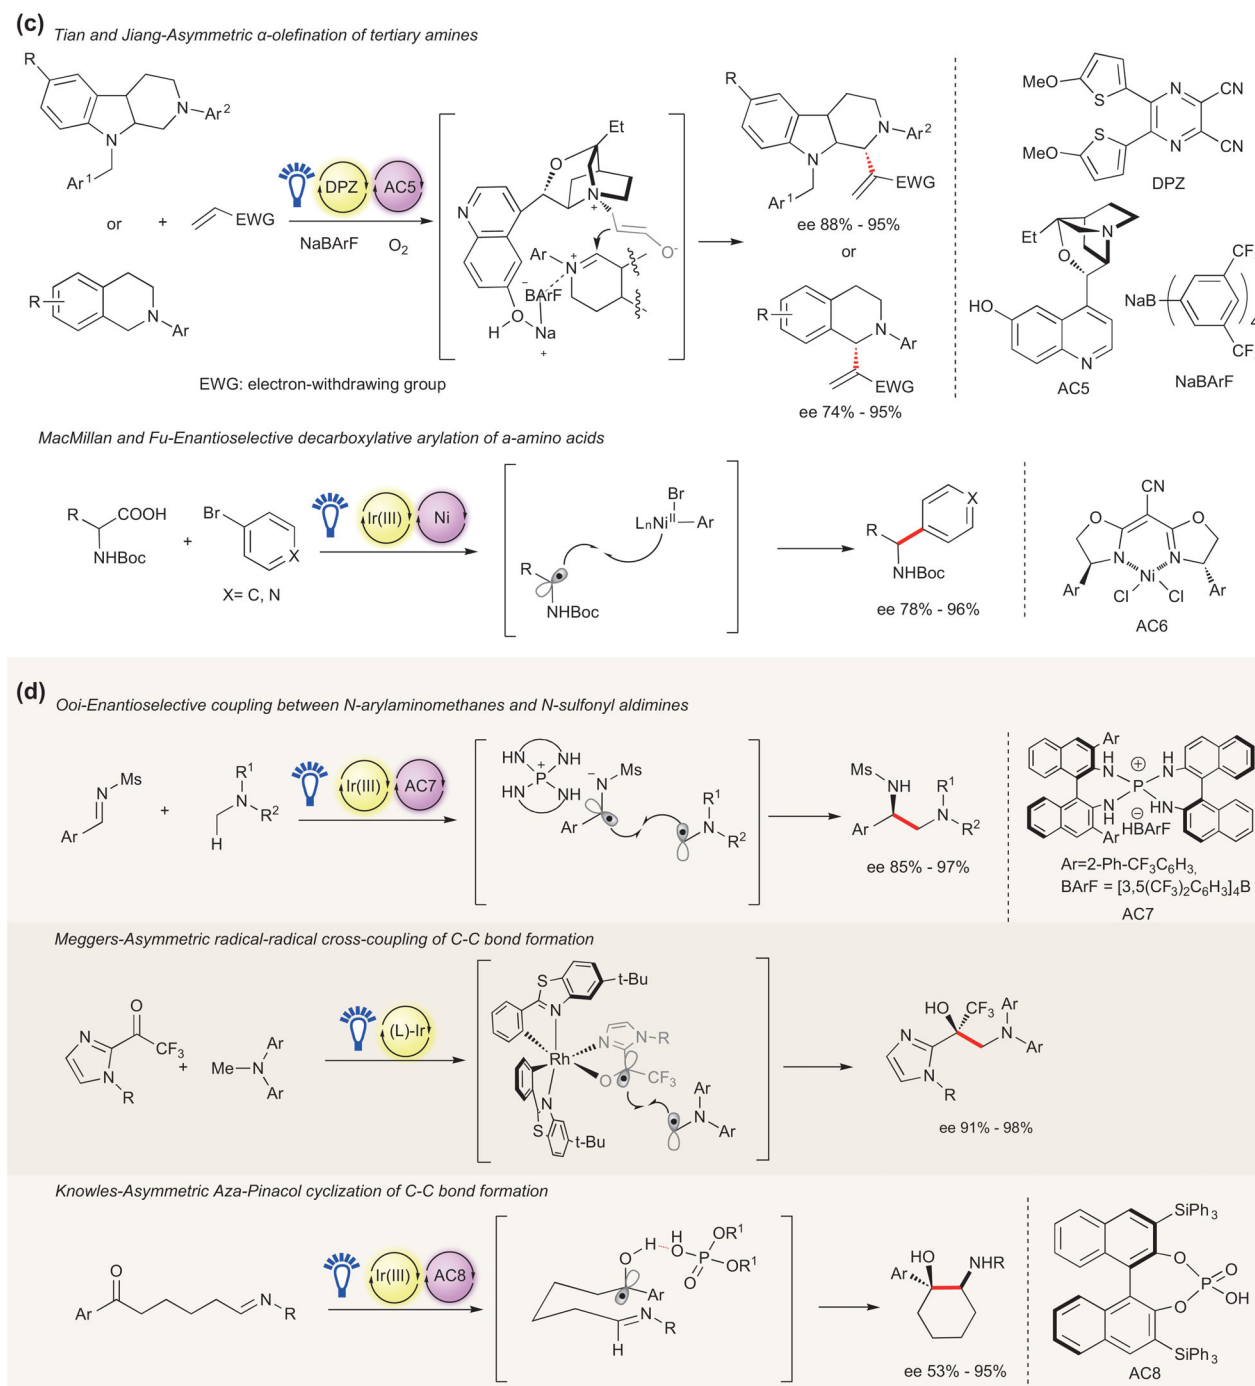 (c)
Tian and Jiang-Asymmetric α-olefination of tertiary amines
R
N
Ar²
N
Ar¹
or
+
EWG
R
N
Ar
DPZ
AC5
NaBArF
O₂
EWG: electron-withdrawing group
Et
O
N
+
N
O⁻
Ar
N
+
−
BArF
O
H
Na
+
R
N
Ar²
N
EWG
Ar¹
ee 88% - 95%
or
R
N
Ar
EWG
ee 74% - 95%
MeO
S
N
CN
S
MeO
N
CN
DPZ
Et
N
O
HO
N
AC5
NaB
CF
CF
4
NaBArF
MacMillan and Fu-Enantioselective decarboxylative arylation of a-amino acids
R
COOH
NHBoc
+
Br
X
X= C, N
Ir(III)
Ni
Br
LₙNiᴵᴵ
Ar
R
NHBoc
X
R
NHBoc
ee 78% - 96%
CN
O
O
N
N
Ni
Ar
Cl
Cl
Ar
AC6
(d)
Ooi-Enantioselective coupling between N-arylaminomethanes and N-sulfonyl aldimines
N
Ms
Ar
+
R¹
N
R²
H
Ir(III)
AC7
HN
NH
+
P
HN
NH
−
N
Ms
Ar
R¹
N
R²
Ms
NH
R¹
Ar
N
R²
ee 85% - 97%
Ar
H
N
⊕
P
H
N
N
H
⊖
N
H
Ar
HBArF
Ar=2-Ph-CF₃C₆H₃,
BArF = [3,5(CF₃)₂C₆H₃]₄B
AC7
Meggers-Asymmetric radical-radical cross-coupling of C-C bond formation
O
N
CF₃
N
R
+
Me
N
Ar
Ar
(L)-Ir
S
t-Bu
N
N
N
R
Rh
O
CF₃
N
S
t-Bu
Ar
N
Ar
HO
CF₃
Ar
N
N
Ar
N
R
ee 91% - 98%
Knowles-Asymmetric Aza-Pinacol cyclization of C-C bond formation
O
Ar
N
R
Ir(III)
AC8
H
O
H
O
OR¹
P
OR¹
O
Ar
N
R
H
HO
NHR
Ar
ee 53% - 95%
SiPh₃
O
O
P
O
OH
SiPh₃
AC8